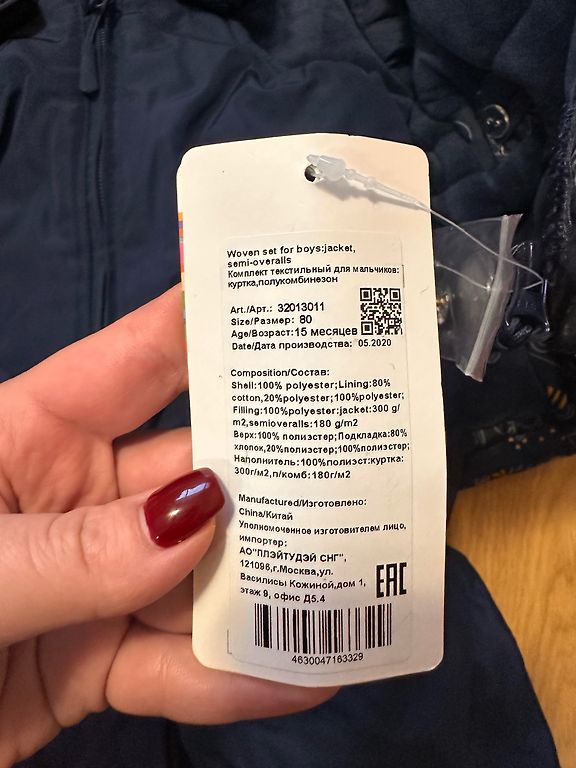 Woven set for boys:jacket,
semi-overalls
Комплект текстильный для мальчиков:
куртка,полукомбинезон
Art./Арт.: 32013011
Size/Размер: 80
Age/Возраст:15 месяцев
Date/Дата производства: 05.2020
Composition/Состав:
Shell:100% polyester;Lining:80%
cotton,20%polyester;100%polyester;
Filling:100%polyester:jacket:300 g/
m2,semioveralls:180 g/m2
Верх:100% полиэстер;Подкладка:80%
хлопок,20%полиэстер;100%полиэстер;
Наполнитель:100%полиэст:куртка:
300г/м2,п/комб:180г/м2
Manufactured/Изготовлено:
China/Китай
Уполномоченное изготовителем лицо,
импортер:
АО"ПЛЭЙТУДЭЙ СНГ",
121096,г.Москва,ул.
Василисы Кожиной,дом 1,
этаж 9, офис Д5.4
EAC
4630047163329